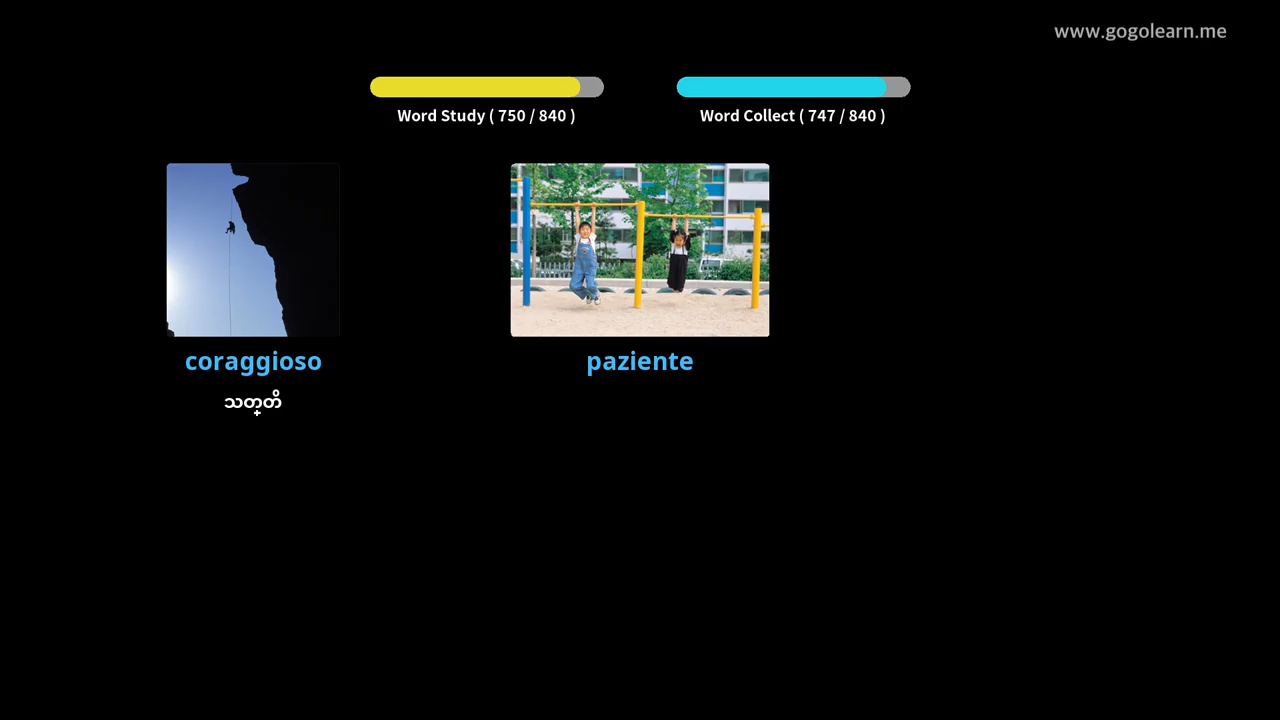 www.gogolearn.me
Word Study ( 750 / 840 )
Word Collect ( 747 / 840 )
coraggioso
paziente
သတ္တိ